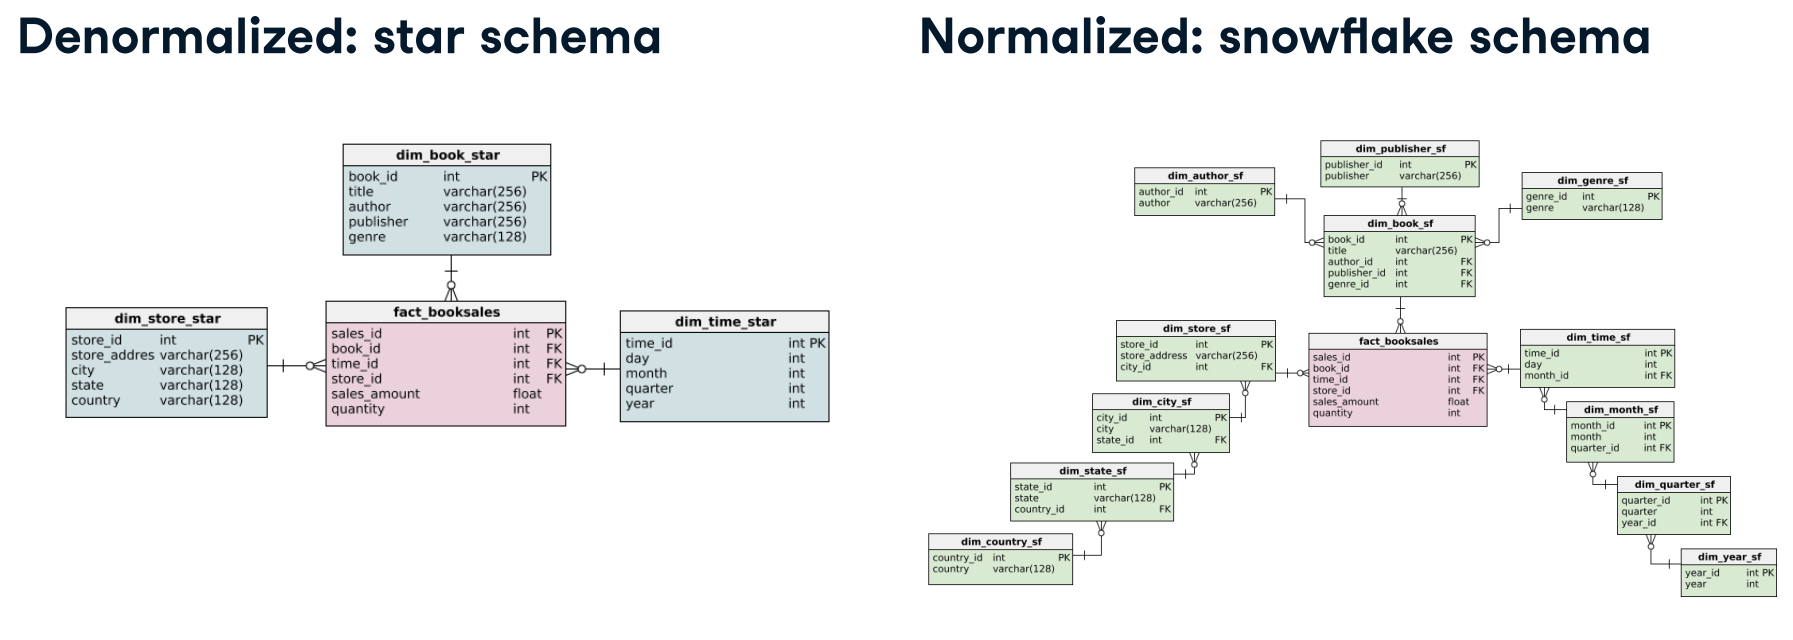 Denormalized: star schema
dim_book_star
book_id int PK
title varchar(256)
author varchar(256)
publisher varchar(256)
genre varchar(128)
dim_store_star
store_id int PK
store_addres varchar(256)
city varchar(128)
state varchar(128)
country varchar(128)
fact_booksales
sales_id int PK
book_id int FK
time_id int FK
store_id int FK
sales_amount float
quantity int
dim_time_star
time_id int PK
day int
month int
quarter int
year int
Normalized: snowflake schema
dim_author_sf
author_id int PK
author varchar(256)
dim_publisher_sf
publisher_id int PK
publisher varchar(256)
dim_genre_sf
genre_id int PK
genre varchar(128)
dim_book_sf
book_id int PK
title varchar(256)
author_id int FK
publisher_id int FK
genre_id int FK
dim_store_sf
store_id int PK
store_address varchar(256)
city_id int FK
fact_booksales
sales_id int PK
book_id int FK
time_id int FK
store_id int FK
sales_amount float
quantity int
dim_time_sf
time_id int PK
day int
month_id int FK
dim_city_sf
city_id int PK
city varchar(128)
state_id int FK
dim_month_sf
month_id int PK
month int
quarter_id int FK
dim_state_sf
state_id int PK
state varchar(128)
country_id int FK
dim_quarter_sf
quarter_id int PK
quarter int
year_id int FK
dim_country_sf
country_id int PK
country varchar(128)
dim_year_sf
year_id int PK
year int